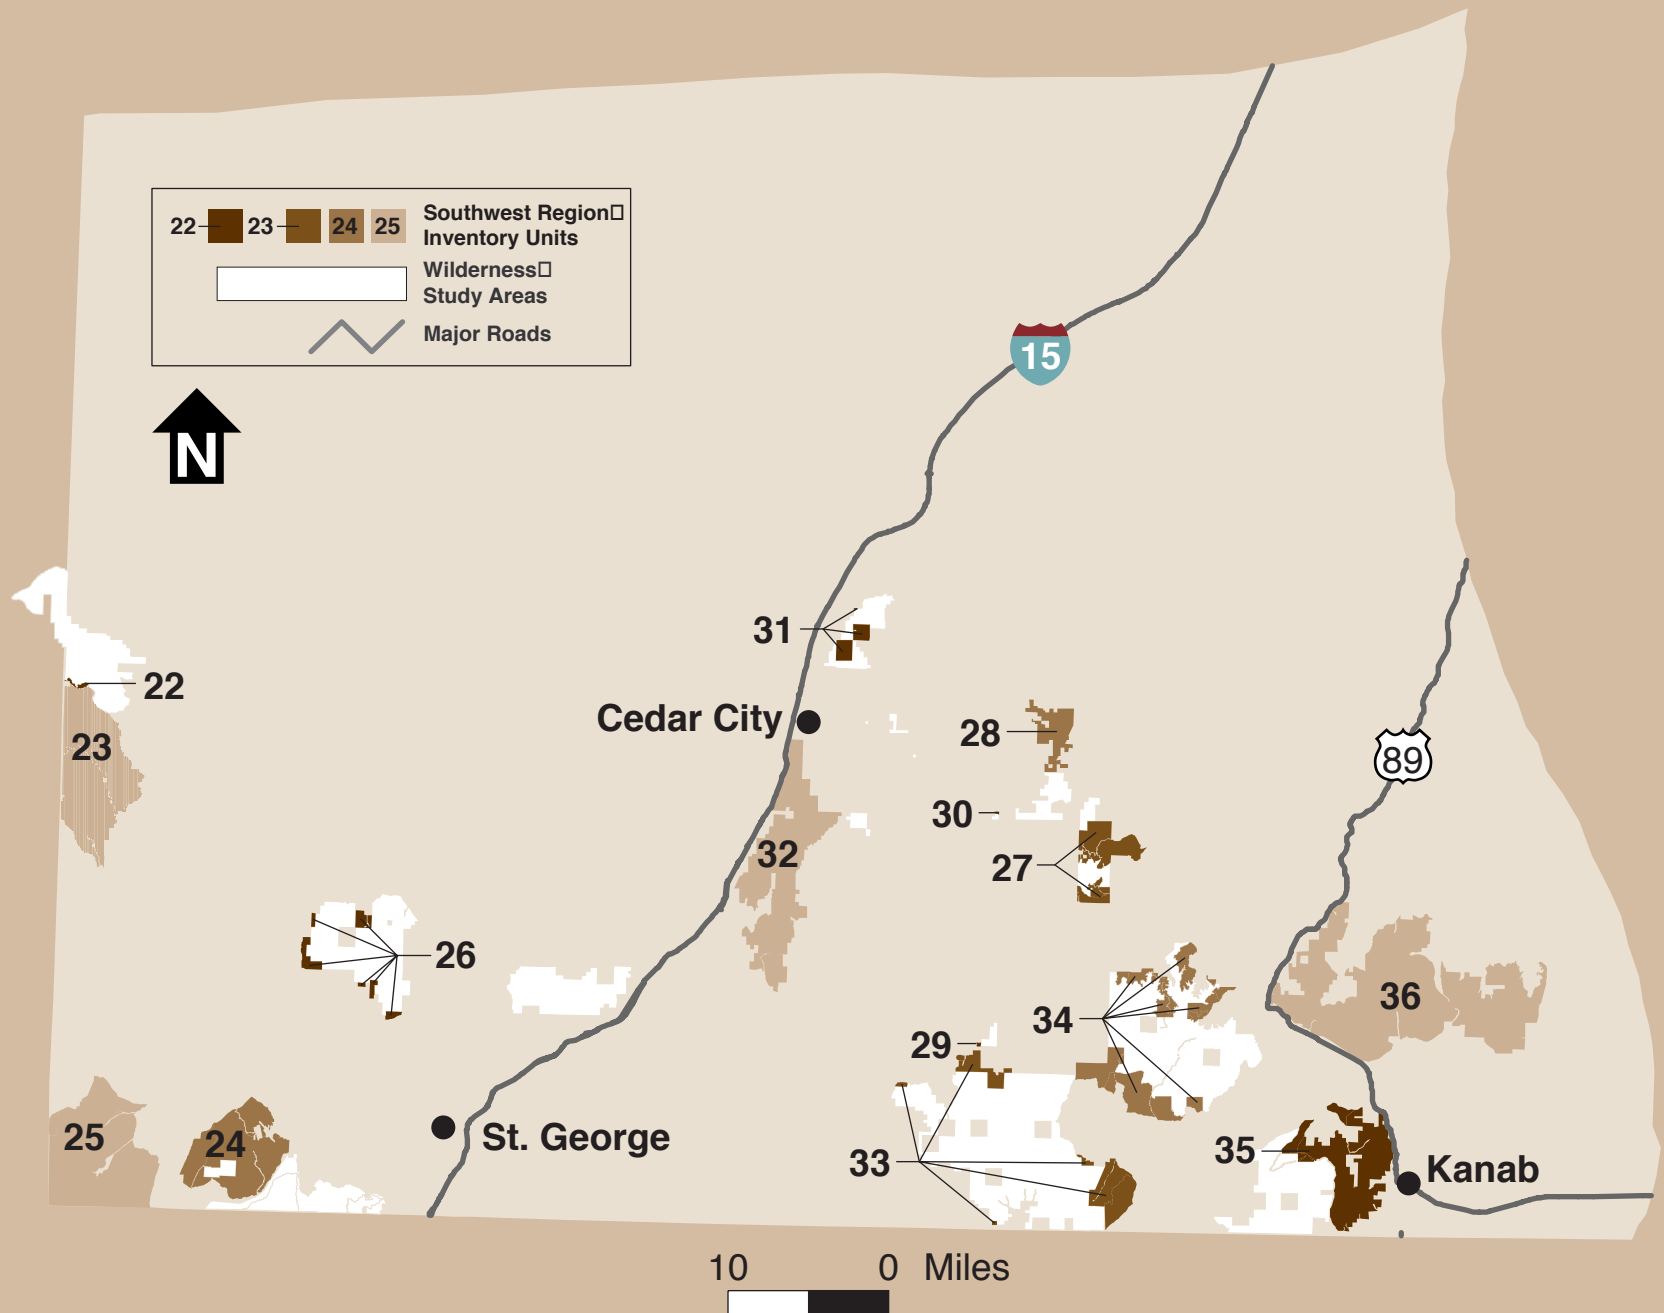 22 23 24 25 Southwest Region
Inventory Units
Wilderness
Study Areas
Major Roads
N
15
22
23
31
Cedar City
28
89
30
32
27
26
36
34
29
25
24
St. George
33
35
Kanab
10 0 Miles